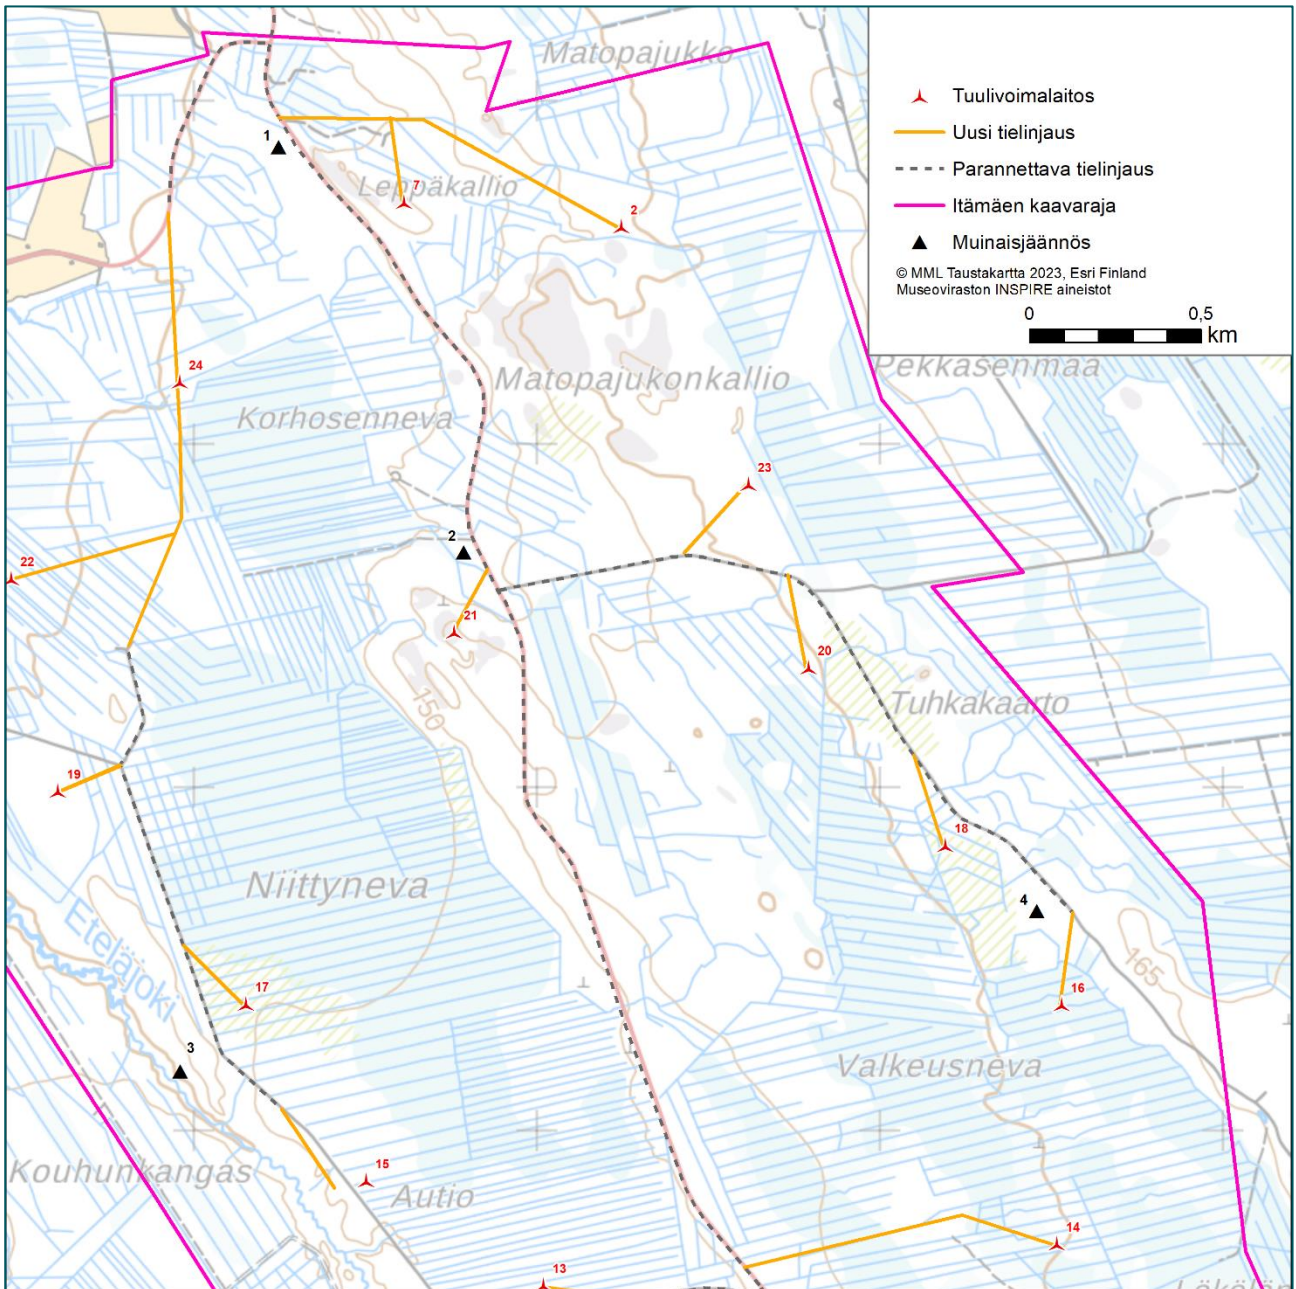 Matopajukko
Tuulivoimalaitos
Uusi tielinjaus
Parannettava tielinjaus
Itämäen kaavaraja
Muinaisjäännös
© MML Taustakartta 2023, Esri Finland
Museoviraston INSPIRE aineistot
0 0,5
km
1
Leppäkallio
7
2
24
Matopajukonkallio
Pekkasenmaa
Korhosenneva
23
2
22
21
20
150
Tuhkakaarto
19
18
Niittyneva
4
Eteläjoki
165
17
16
3
Valkeusneva
Kouhunkangas
15
Autio
14
13